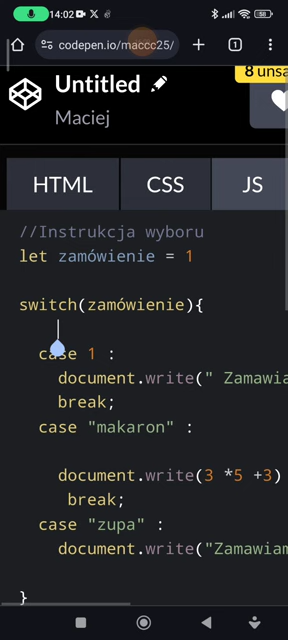 14:02
58
codepen.io/maccc25/
1
8 unsa
Untitled
Maciej
HTML CSS JS
//Instrukcja wyboru
let zamówienie = 1
switch(zamówienie){
case 1 :
document.write(" Zamawia
break;
case "makaron" :
document.write(3 *5 +3)
break;
case "zupa" :
document.write("Zamawiam
}